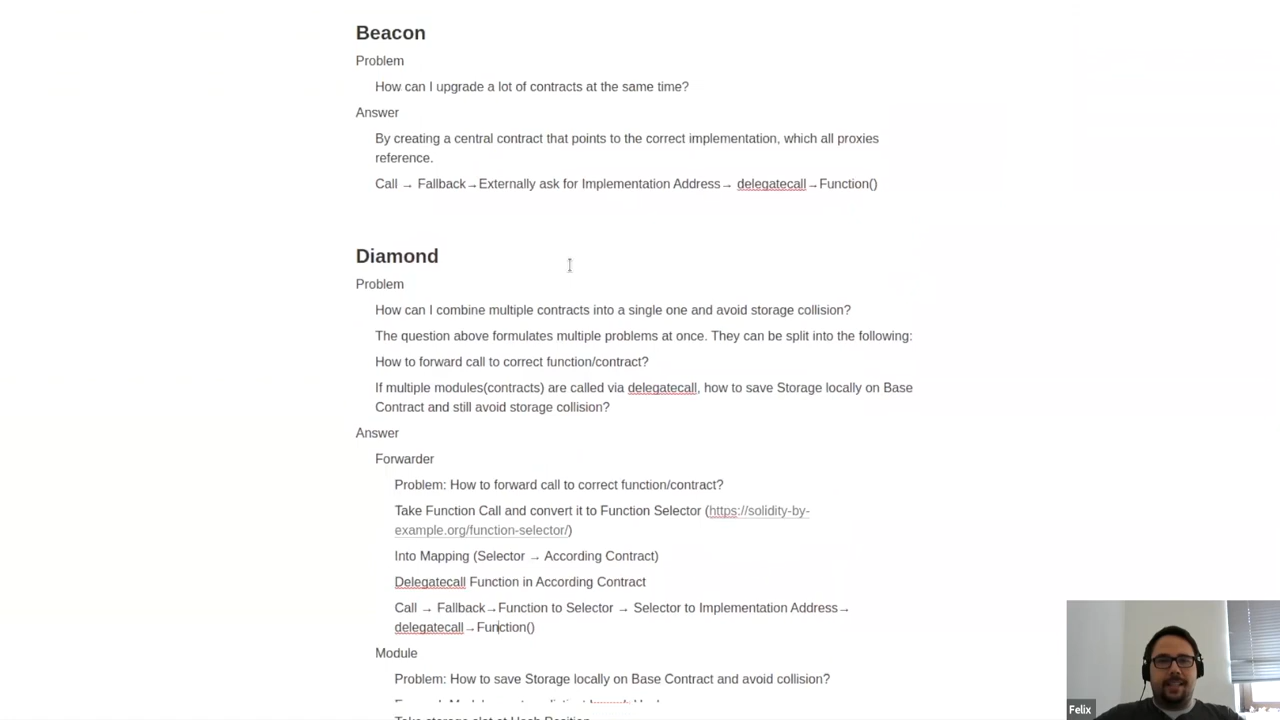 Beacon
Problem
How can I upgrade a lot of contracts at the same time?
Answer
By creating a central contract that points to the correct implementation, which all proxies
reference.
Call → Fallback→Externally ask for Implementation Address→ delegatecall→Function()
Diamond
Problem
How can I combine multiple contracts into a single one and avoid storage collision?
The question above formulates multiple problems at once. They can be split into the following:
How to forward call to correct function/contract?
If multiple modules(contracts) are called via delegatecall, how to save Storage locally on Base
Contract and still avoid storage collision?
Answer
Forwarder
Problem: How to forward call to correct function/contract?
Take Function Call and convert it to Function Selector (https://solidity-by-
example.org/function-selector/)
Into Mapping (Selector → According Contract)
Delegatecall Function in According Contract
Call → Fallback→Function to Selector → Selector to Implementation Address→
delegatecall→Function()
Module
Problem: How to save Storage locally on Base Contract and avoid collision?
Take storage slot at Hash Position
Felix